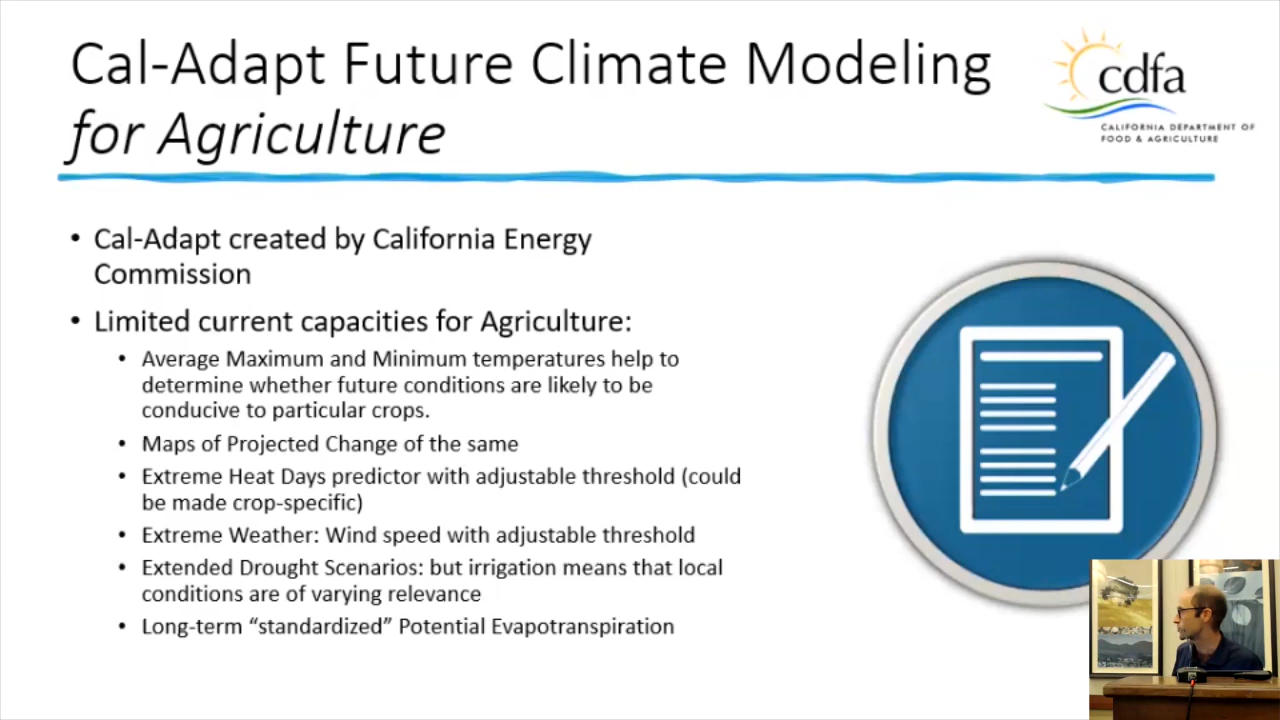 Cal-Adapt Future Climate Modeling
for Agriculture
cdfa
CALIFORNIA DEPARTMENT OF
FOOD & AGRICULTURE
• Cal-Adapt created by California Energy
Commission
• Limited current capacities for Agriculture:
• Average Maximum and Minimum temperatures help to
determine whether future conditions are likely to be
conducive to particular crops.
• Maps of Projected Change of the same
• Extreme Heat Days predictor with adjustable threshold (could
be made crop-specific)
• Extreme Weather: Wind speed with adjustable threshold
• Extended Drought Scenarios: but irrigation means that local
conditions are of varying relevance
• Long-term “standardized” Potential Evapotranspiration